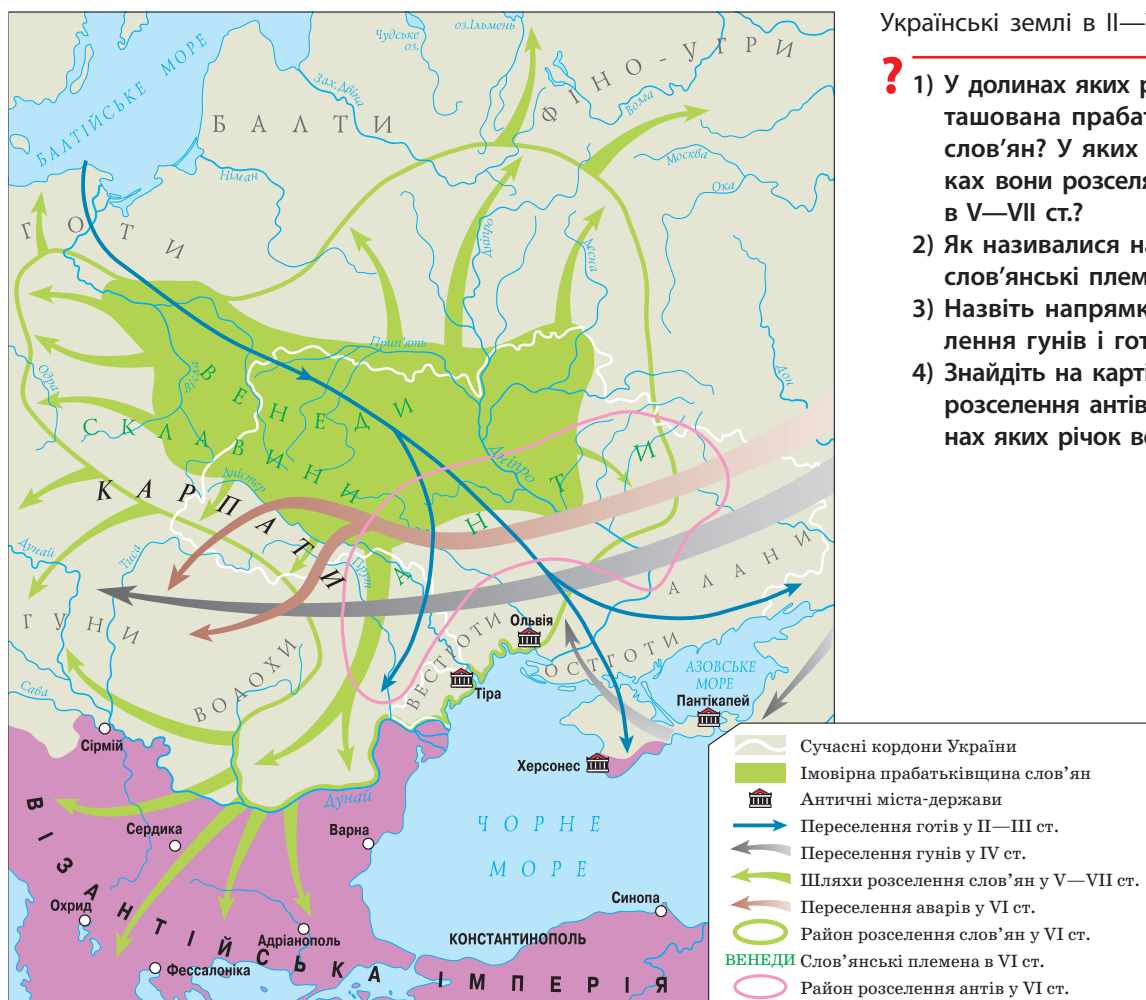 Українські землі в II—
?
1) У долинах яких р
ташована прабат
слов'ян? У яких
ках вони розселя
в V—VII ст.?
2) Як називалися на
слов'янські племе
3) Назвіть напрямк
лення гунів і гот
4) Знайдіть на карті
розселення антів
нах яких річок во
БАЛТІЙСЬКЕ МОРЕ
Чудське
оз.
оз.Ільмень
ФІНО-УГРИ
Зах.Двіна
Волга
БАЛТИ
Москва
Німан
Ока
ГОТИ
Дніпро
Десна
Прип'ять
Одра
Вісла
Дон
ВЕНЕДИ
СКЛАВИНИ
АНТИ
Дніпро
Дністер
КАРПАТИ
Дунай
Тиса
Прут
АЛАНИ
ГУНИ
Ольвія
ВЕСТГОТИ
ОСТГОТИ
ВОЛОХИ
Тіра
АЗОВСЬКЕ
МОРЕ
Пантікапей
Сава
Сірмій
Херсонес
Дунай
Сердика
Варна
ЧОРНЕ
МОРЕ
Охрид
Синопа
Адріанополь
КОНСТАНТИНОПОЛЬ
Фессалоніка
ВІЗАНТІЙСЬКА ІМПЕРІЯ
Сучасні кордони України
Імовірна прабатьківщина слов'ян
Античні міста-держави
Переселення готів у II—III ст.
Переселення гунів у IV ст.
Шляхи розселення слов'ян у V—VII ст.
Переселення аварів у VI ст.
Район розселення слов'ян у VI ст.
ВЕНЕДИ Слов'янські племена в VI ст.
Район розселення антів у VI ст.